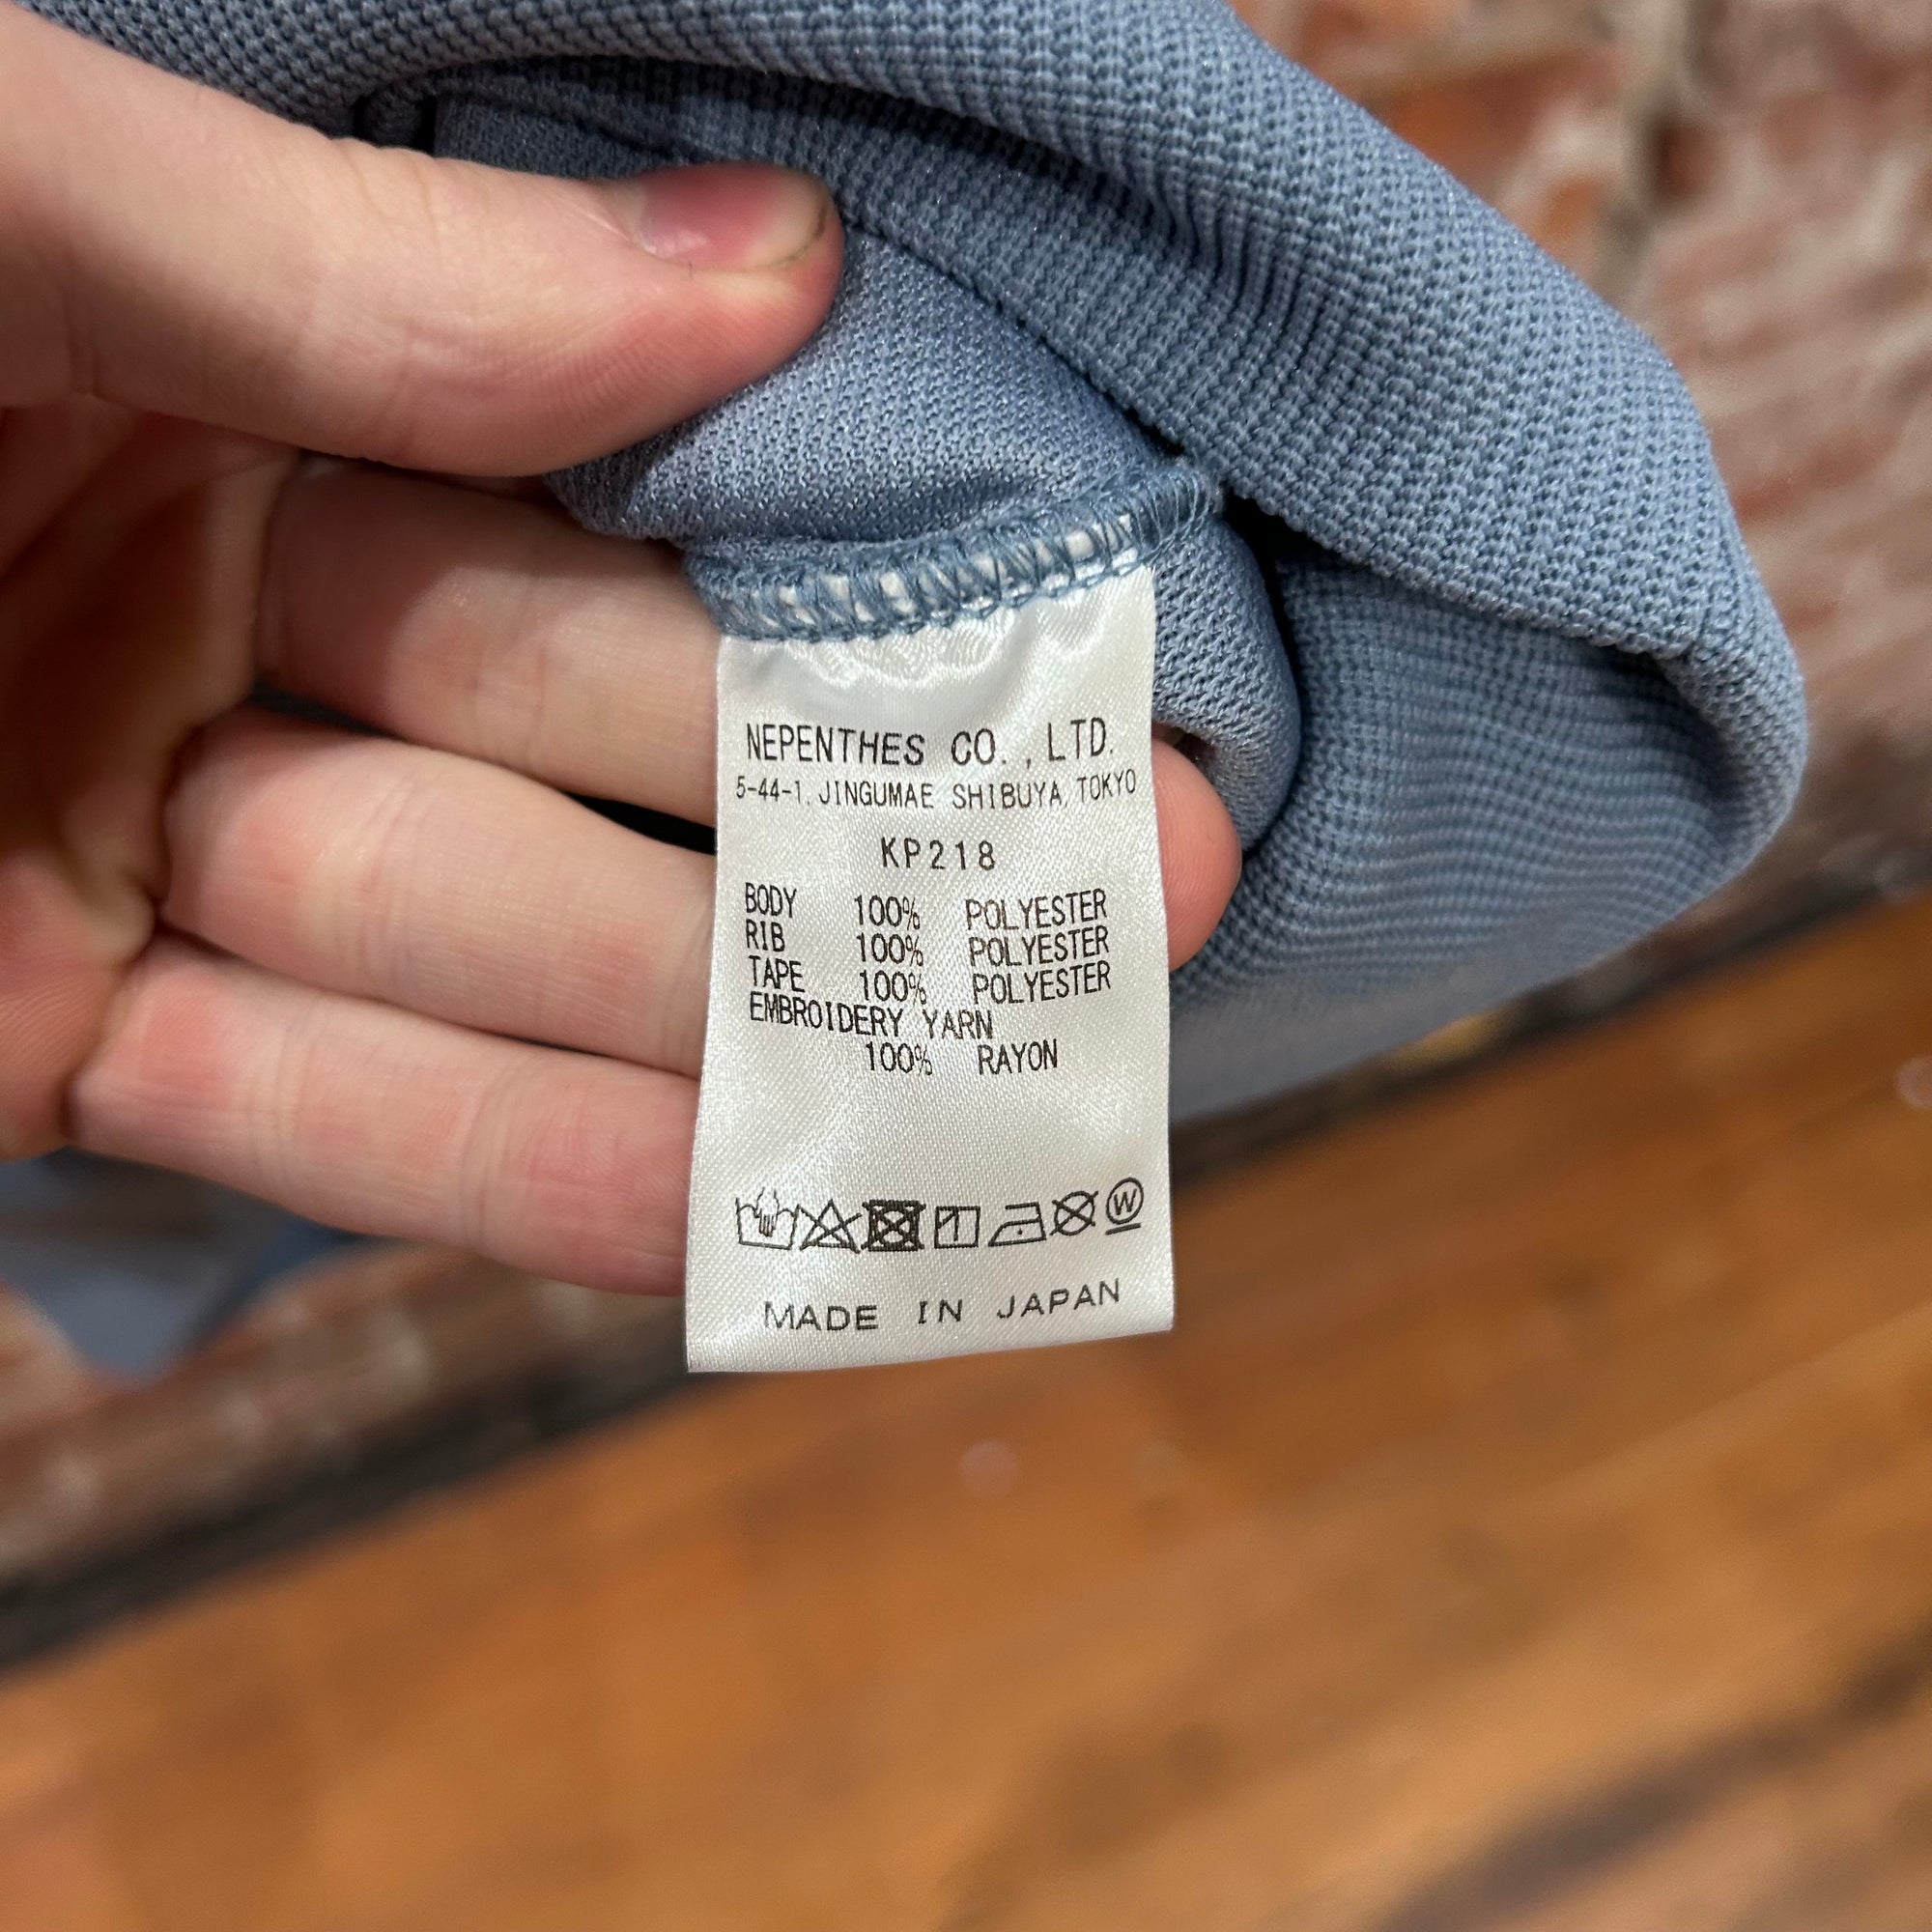 NEPENTHES CO., LTD.
5-44-1, JINGUMAE SHIBUYA, TOKYO
KP218
BODY 100% POLYESTER
RIB 100% POLYESTER
TAPE 100% POLYESTER
EMBROIDERY YARN
100% RAYON
W
MADE IN JAPAN